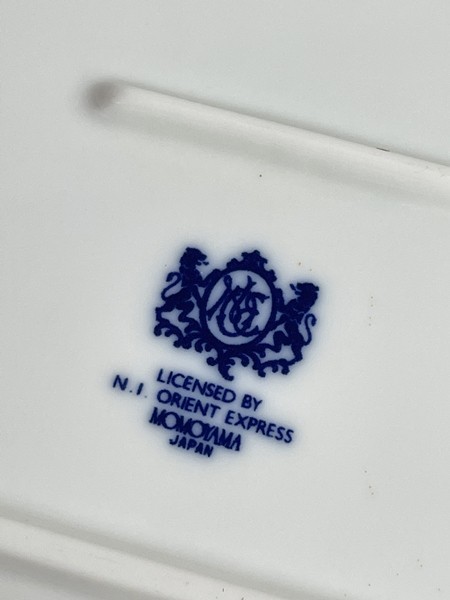 LICENSED BY
N.I. ORIENT EXPRESS
MOMOYAMA
JAPAN